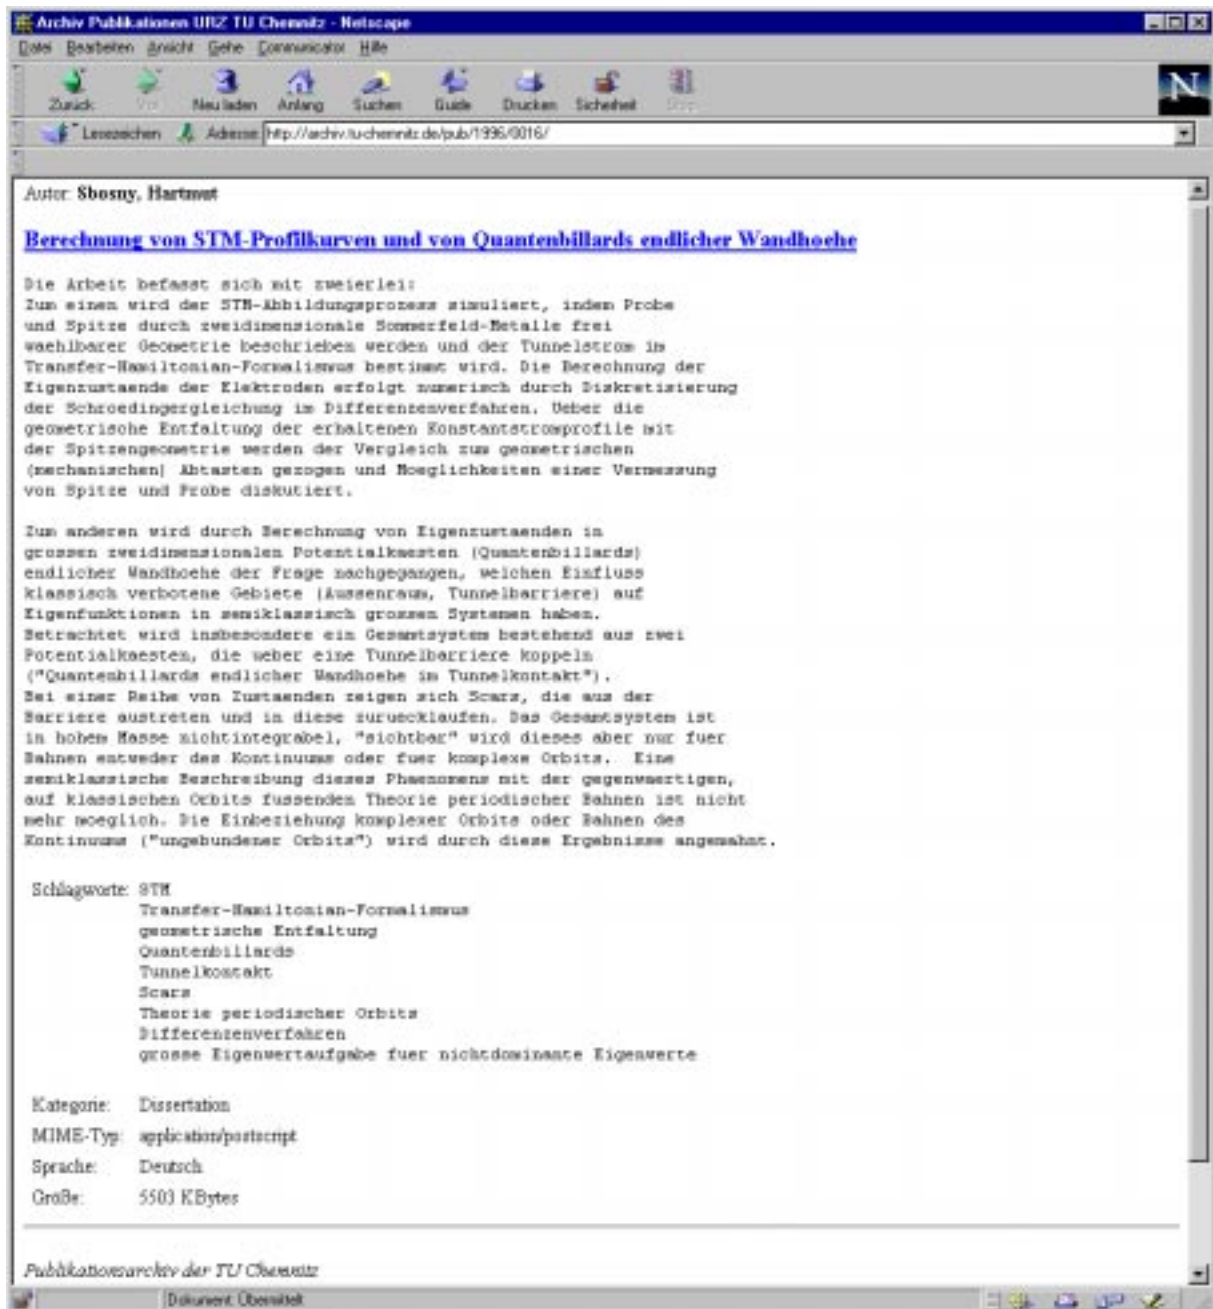 Archiv Publikationen URZ TU Chemnitz - Netscape
Datei Bearbeiten Ansicht Gehe Communicator Hilfe
Zurück Vor Neu laden Anfang Suchen Guide Drucken Sicherheit Stop
Lesezeichen Adresse http://archiv.tu-chemnitz.de/pub/1996/0016/
Autor: Sbosny, Hartmut
Berechnung von STM-Profilkurven und von Quantenbillards endlicher Wandhoehe
Die Arbeit befasst sich mit zweierlei:
Zum einen wird der STM-Abbildungsprozess simuliert, indem Probe
und Spitze durch zweidimensionale Sommerfeld-Metalle frei
waehlbarer Geometrie beschrieben werden und der Tunnelstrom im
Transfer-Hamiltonian-Formalismus bestimmt wird. Die Berechnung der
Eigenzustaende der Elektroden erfolgt numerisch durch Diskretisierung
der Schroedingergleichung im Differenzenverfahren. Ueber die
geometrische Entfaltung der erhaltenen Konstantstromprofile mit
der Spitzengeometrie werden der Vergleich zum geometrischen
(mechanischen) Abtasten gezogen und Moeglichkeiten einer Vermessung
von Spitze und Probe diskutiert.
Zum anderen wird durch Berechnung von Eigenzustaenden in
grossen zweidimensionalen Potentialkaesten (Quantenbillards)
endlicher Wandhoehe der Frage nachgegangen, welchen Einfluss
klassisch verbotene Gebiete (Aussenraum, Tunnelbarriere) auf
Eigenfunktionen in semiklassisch grossen Systemen haben.
Betrachtet wird insbesondere ein Gesamtsystem bestehend aus zwei
Potentialkaesten, die ueber eine Tunnelbarriere koppeln
("Quantenbillards endlicher Wandhoehe im Tunnelkontakt").
Bei einer Reihe von Zustaenden zeigen sich Scars, die aus der
Barriere austreten und in diese zuruecklaufen. Das Gesamtsystem ist
in hohem Masse nichtintegrabel, "sichtbar" wird dieses aber nur fuer
Bahnen entweder des Kontinuums oder fuer komplexe Orbits. Eine
semiklassische Beschreibung dieses Phaenomens mit der gegenwaertigen,
auf klassischen Orbits fussenden Theorie periodischer Bahnen ist nicht
mehr moeglich. Die Einbeziehung komplexer Orbits oder Bahnen des
Kontinuums ("ungebundener Orbits") wird durch diese Ergebnisse angemahnt.
Schlagworte: STM
Transfer-Hamiltonian-Formalismus
geometrische Entfaltung
Quantenbillards
Tunnelkontakt
Scars
Theorie periodischer Orbits
Differenzenverfahren
grosse Eigenwertaufgabe fuer nichtdominante Eigenwerte
Kategorie: Dissertation
MIME-Typ: application/postscript
Sprache: Deutsch
Größe: 5503 KBytes
Publikationsarchiv der TU Chemnitz
Dokument: Übermittelt